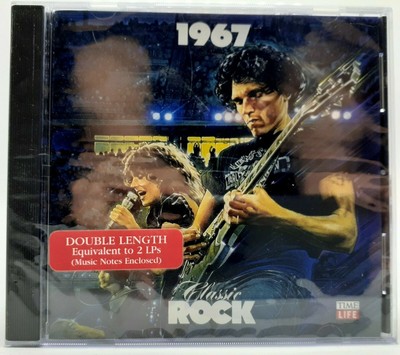 1967
DOUBLE LENGTH
Equivalent to 2 LPs
(Music Notes Enclosed)
Classic
ROCK
TIME
LIFE